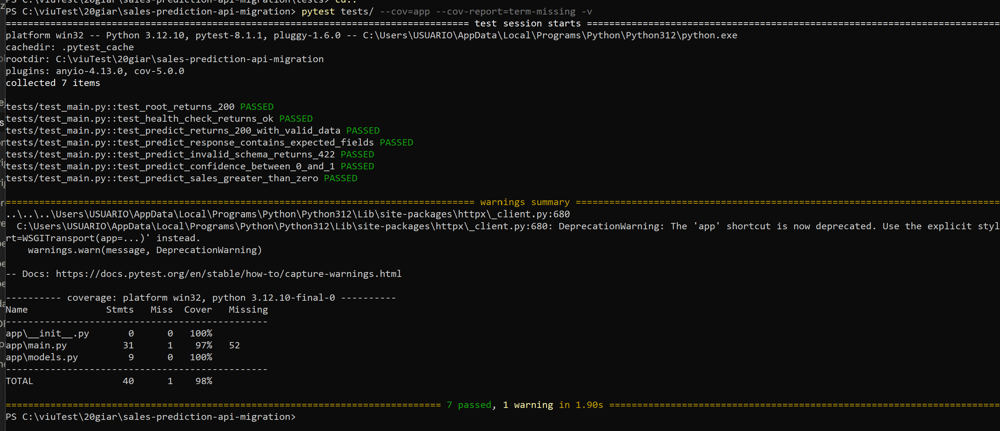 PS C:\viuTest\20giar\sales-prediction-api-migration\tests> cd..
PS C:\viuTest\20giar\sales-prediction-api-migration> pytest tests/ --cov=app --cov-report=term-missing -v
=================================================================================== test session starts ==========================================================================
platform win32 -- Python 3.12.10, pytest-8.1.1, pluggy-1.6.0 -- C:\Users\USUARIO\AppData\Local\Programs\Python\Python312\python.exe
cachedir: .pytest_cache
rootdir: C:\viuTest\20giar\sales-prediction-api-migration
plugins: anyio-4.13.0, cov-5.0.0
collected 7 items
tests/test_main.py::test_root_returns_200 PASSED
tests/test_main.py::test_health_check_returns_ok PASSED
tests/test_main.py::test_predict_returns_200_with_valid_data PASSED
tests/test_main.py::test_predict_response_contains_expected_fields PASSED
tests/test_main.py::test_predict_invalid_schema_returns_422 PASSED
tests/test_main.py::test_predict_confidence_between_0_and_1 PASSED
tests/test_main.py::test_predict_sales_greater_than_zero PASSED
==================================================================================== warnings summary ============================================================================
..\..\..\Users\USUARIO\AppData\Local\Programs\Python\Python312\Lib\site-packages\httpx\_client.py:680
  C:\Users\USUARIO\AppData\Local\Programs\Python\Python312\Lib\site-packages\httpx\_client.py:680: DeprecationWarning: The 'app' shortcut is now deprecated. Use the explicit styl
rt=WSGITransport(app=...)' instead.
    warnings.warn(message, DeprecationWarning)
-- Docs: https://docs.pytest.org/en/stable/how-to/capture-warnings.html
---------- coverage: platform win32, python 3.12.10-final-0 ----------
Name              Stmts   Miss  Cover   Missing
-----------------------------------------------
app\__init__.py       0      0   100%
app\main.py          31      1    97%   52
app\models.py         9      0   100%
-----------------------------------------------
TOTAL                40      1    98%
============================================================================== 7 passed, 1 warning in 1.90s ======================================================================
PS C:\viuTest\20giar\sales-prediction-api-migration>